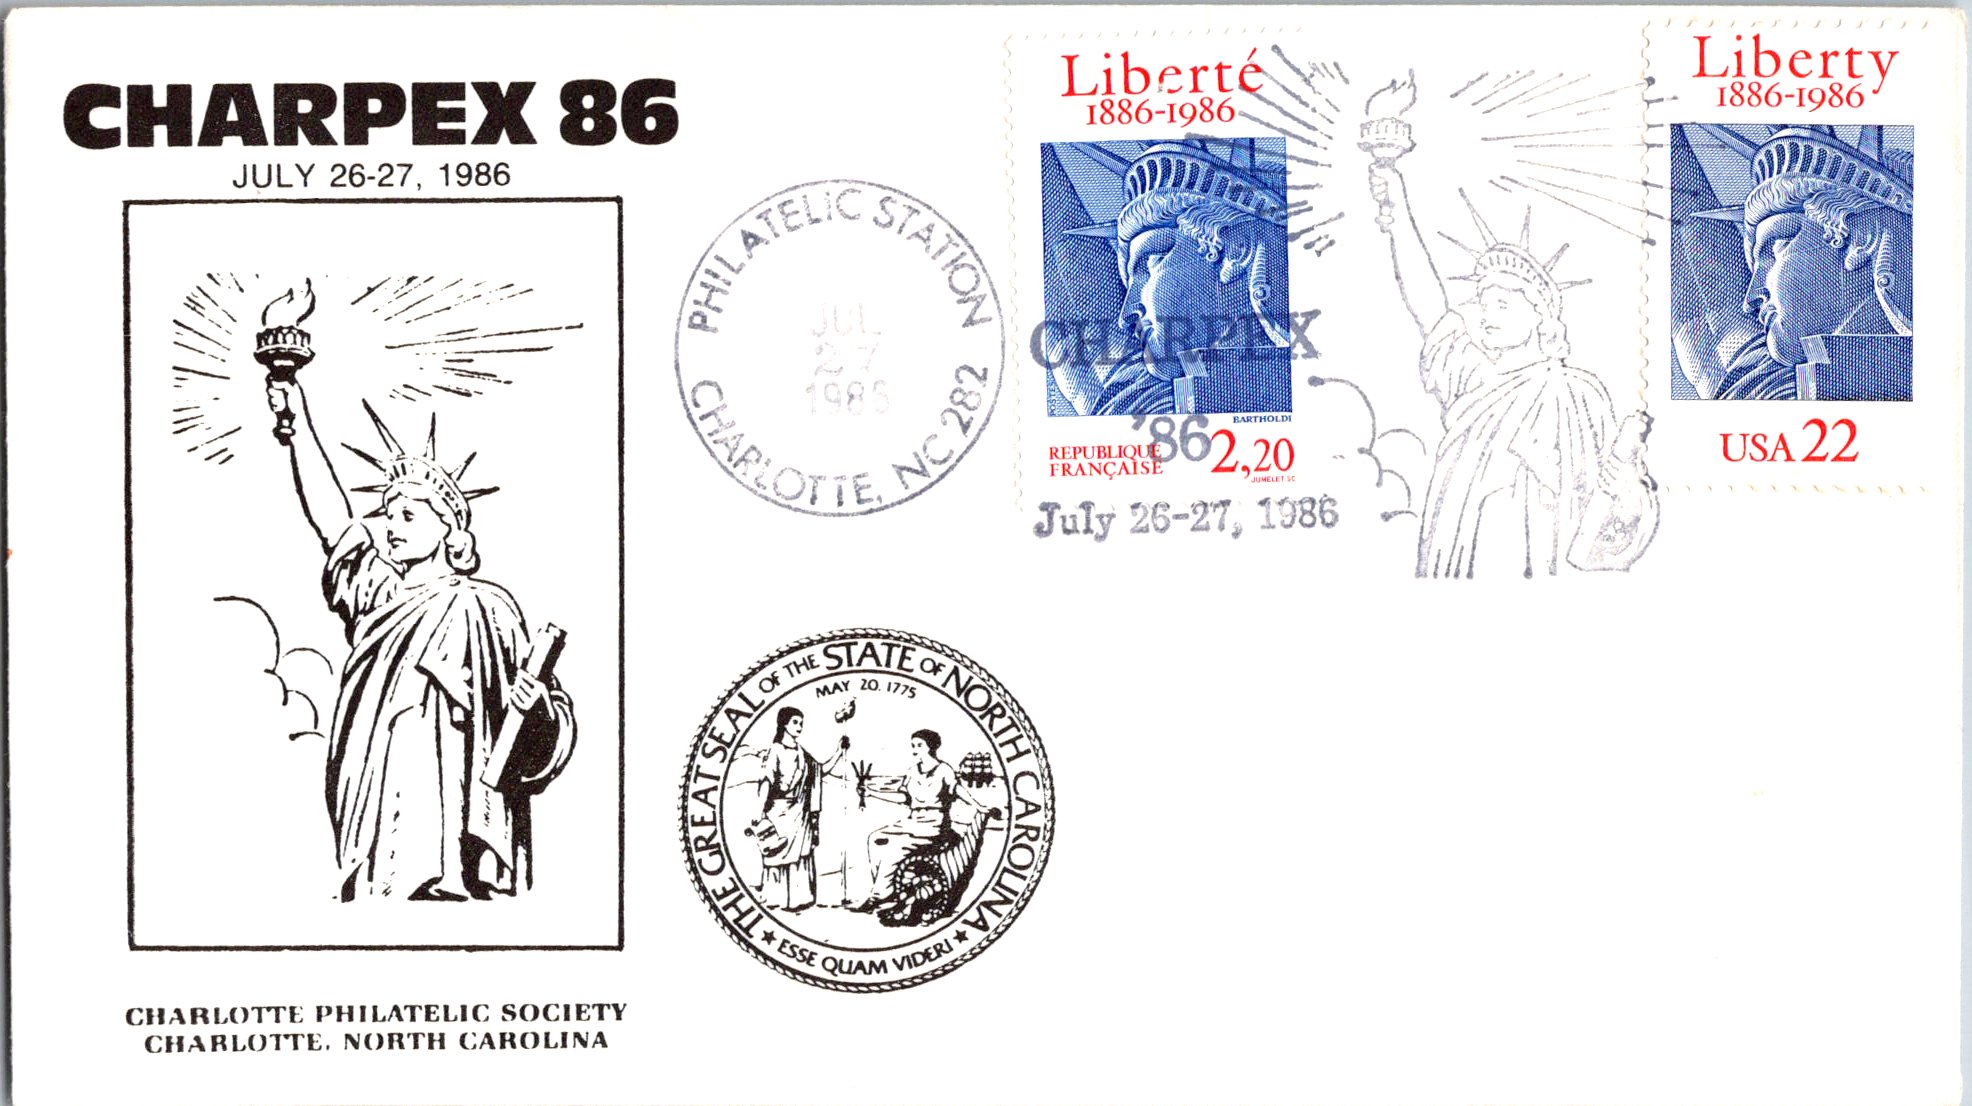 CHARPEX 86
JULY 26-27, 1986
CHARLOTTE PHILATELIC SOCIETY
CHARLOTTE, NORTH CAROLINA
PHILATELIC STATION
JUL
27
1986
CHARLOTTE, NC 282
THE GREAT SEAL OF THE STATE OF NORTH CAROLINA
MAY 20, 1775
★ ESSE QUAM VIDERI ★
Liberté
1886-1986
BARTHOLDI
REPUBLIQUE
FRANÇAISE
2,20
JUMELET SC
CHARPEX
'86
July 26-27, 1986
Liberty
1886-1986
USA 22